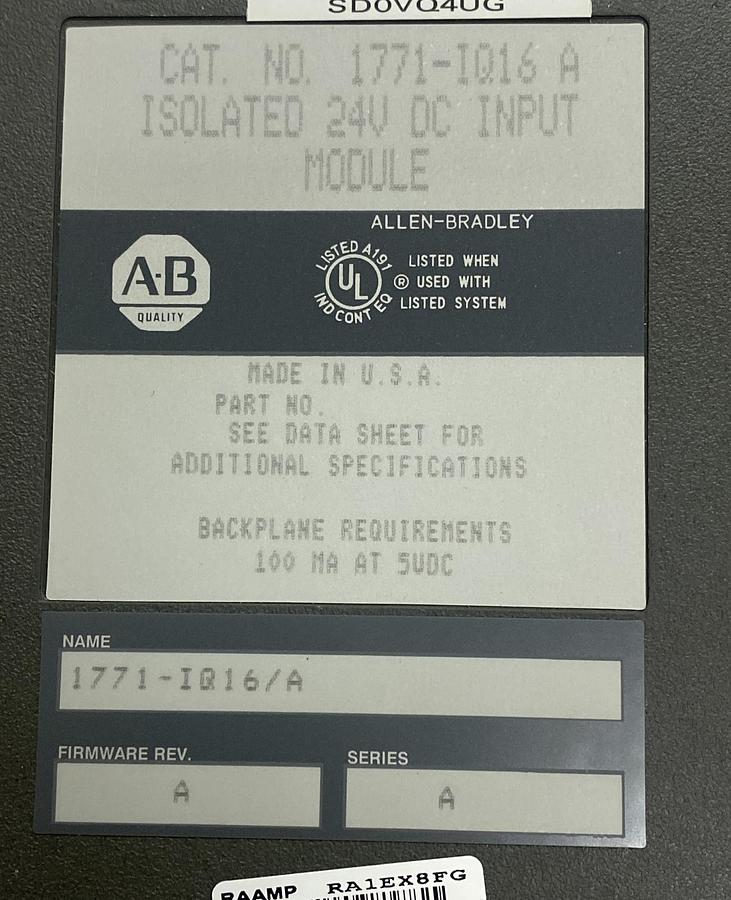 SD0VQ4UG
CAT. NO. 1771-IQ16 A
ISOLATED 24V DC INPUT
MODULE
ALLEN-BRADLEY
A-B
QUALITY
LISTED A191
UL
IND CONT EQ
®
LISTED WHEN
USED WITH
LISTED SYSTEM
MADE IN U.S.A.
PART NO.
SEE DATA SHEET FOR
ADDITIONAL SPECIFICATIONS
BACKPLANE REQUIREMENTS
100 MA AT 5VDC
NAME
1771-IQ16/A
FIRMWARE REV.
SERIES
A
A
RAAMP RA1EX8FG